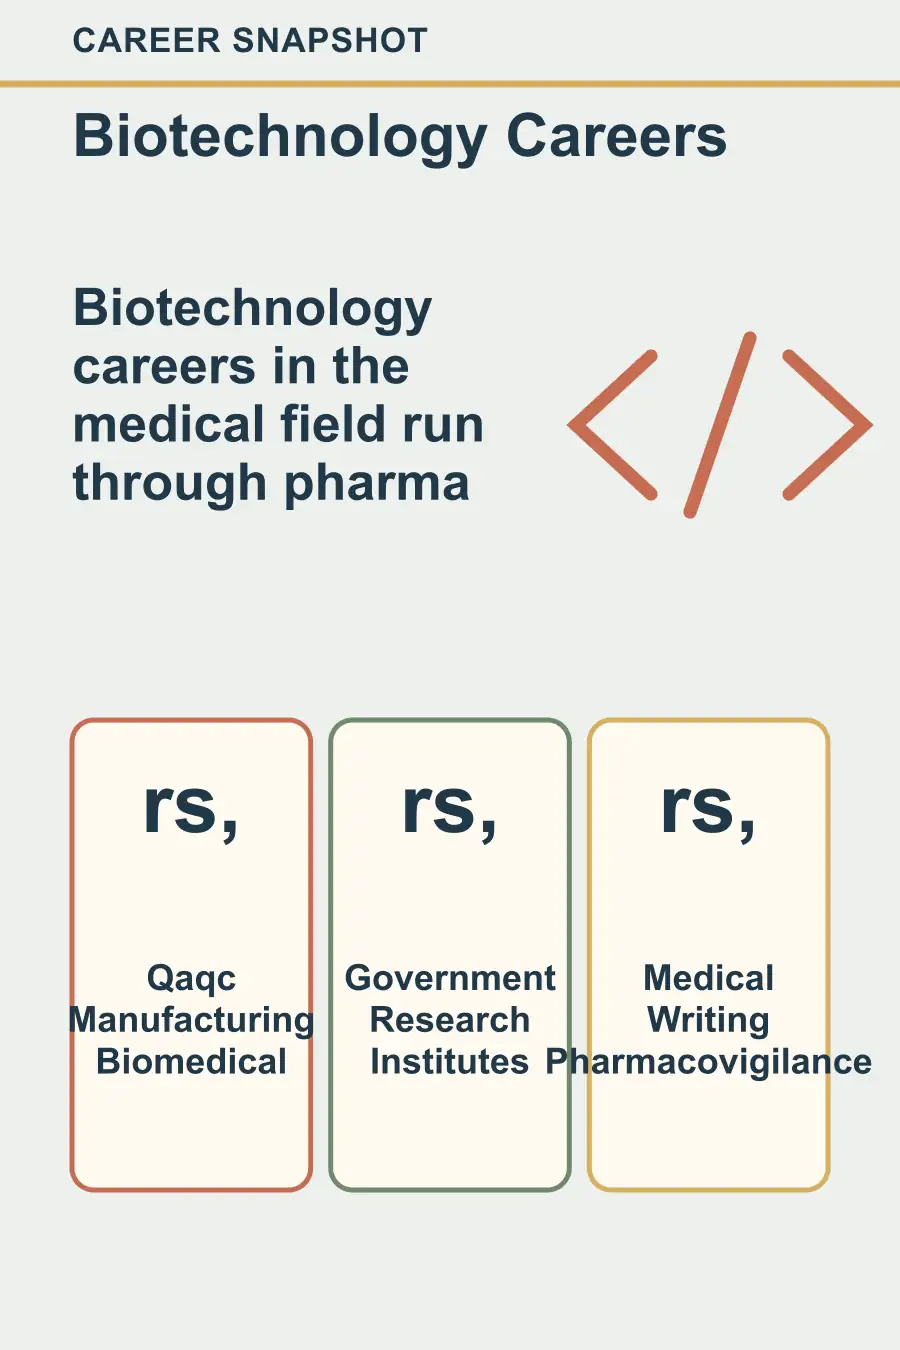 CAREER SNAPSHOT
Biotechnology Careers
Biotechnology
careers in the
medical field run
through pharma
</>
rs,
Qaqc
Manufacturing
Biomedical
rs,
Government
Research
Institutes
rs,
Medical
Writing
Pharmacovigilance